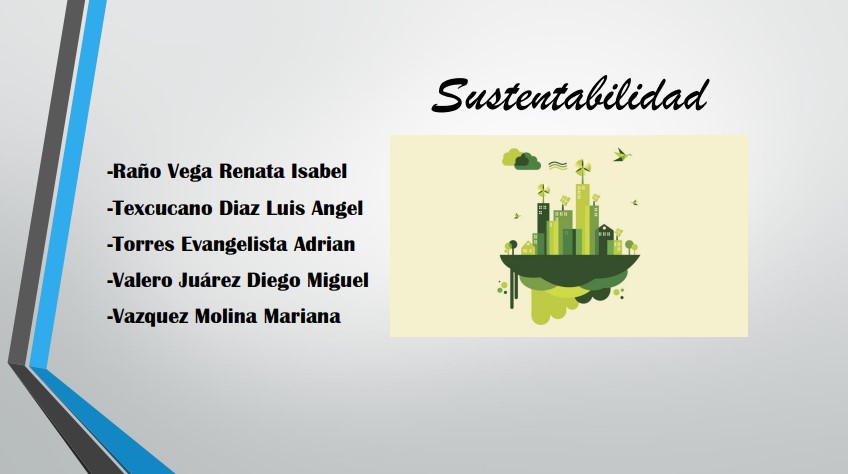 Sustentabilidad
-Raño Vega Renata Isabel
-Texcucano Diaz Luis Angel
-Torres Evangelista Adrian
-Valero Juárez Diego Miguel
-Vazquez Molina Mariana